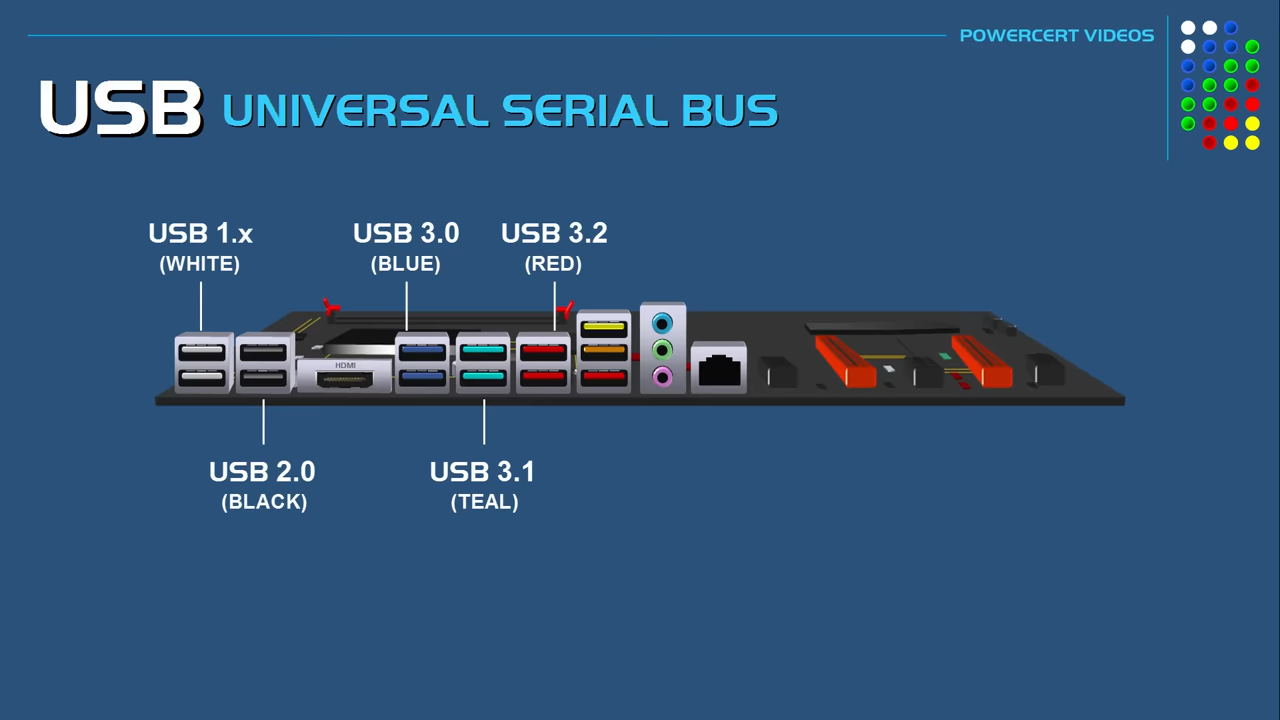 POWERCERT VIDEOS
USB UNIVERSAL SERIAL BUS
USB 1.x
(WHITE)
USB 3.0
(BLUE)
USB 3.2
(RED)
HDMI
USB 2.0
(BLACK)
USB 3.1
(TEAL)